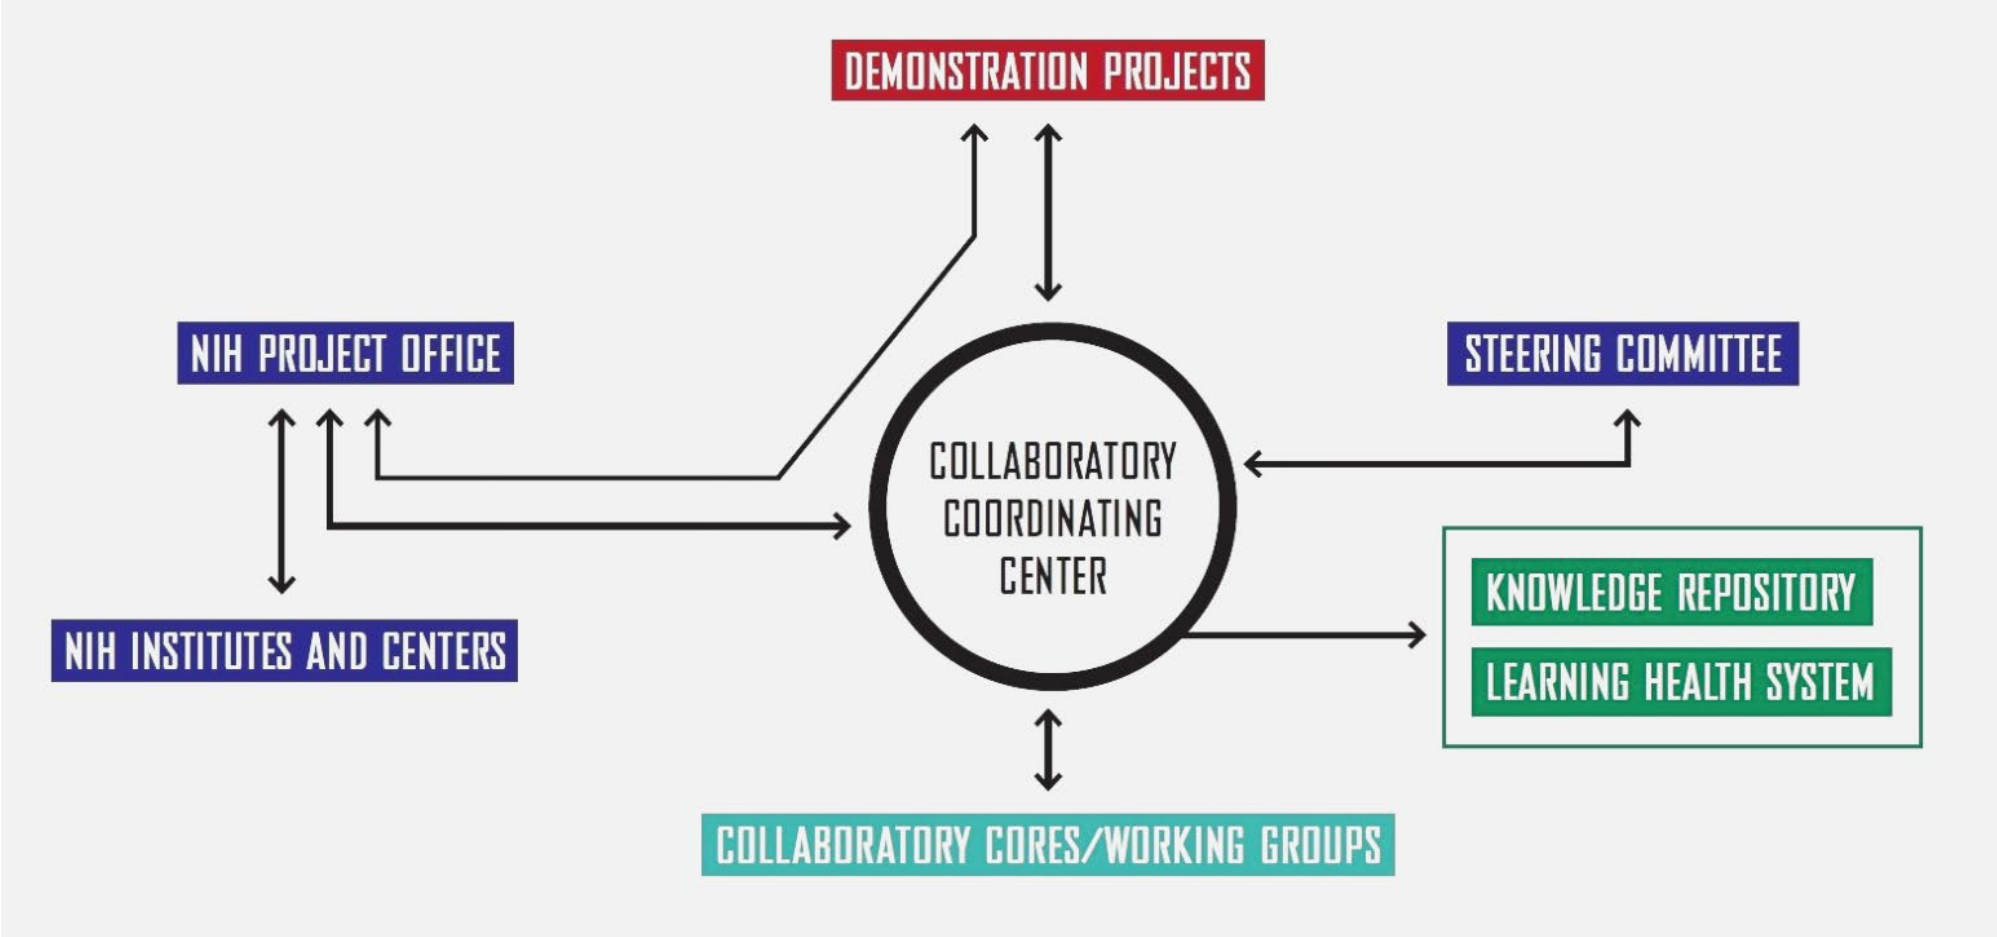 DEMONSTRATION PROJECTS
NIH PROJECT OFFICE
STEERING COMMITTEE
COLLABORATORY
COORDINATING
CENTER
KNOWLEDGE REPOSITORY
NIH INSTITUTES AND CENTERS
LEARNING HEALTH SYSTEM
COLLABORATORY CORES/WORKING GROUPS